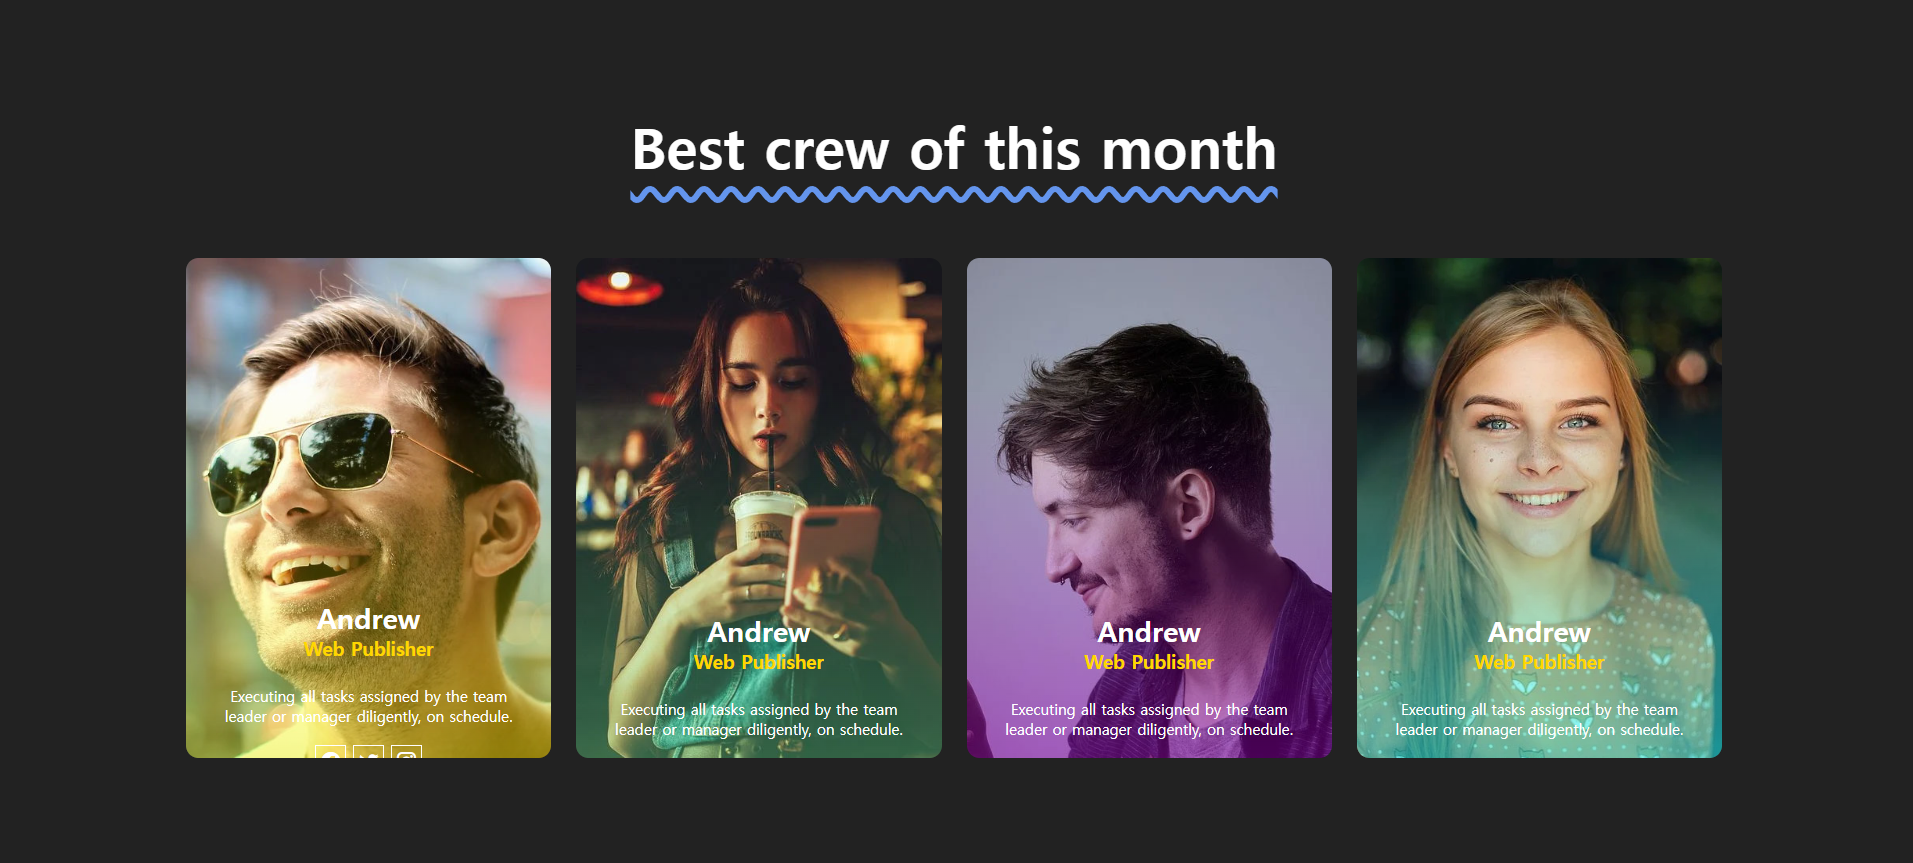 Best crew of this month
Andrew
Web Publisher
Executing all tasks assigned by the team
leader or manager diligently, on schedule.
Andrew
Web Publisher
Executing all tasks assigned by the team
leader or manager diligently, on schedule.
Andrew
Web Publisher
Executing all tasks assigned by the team
leader or manager diligently, on schedule.
Andrew
Web Publisher
Executing all tasks assigned by the team
leader or manager diligently, on schedule.